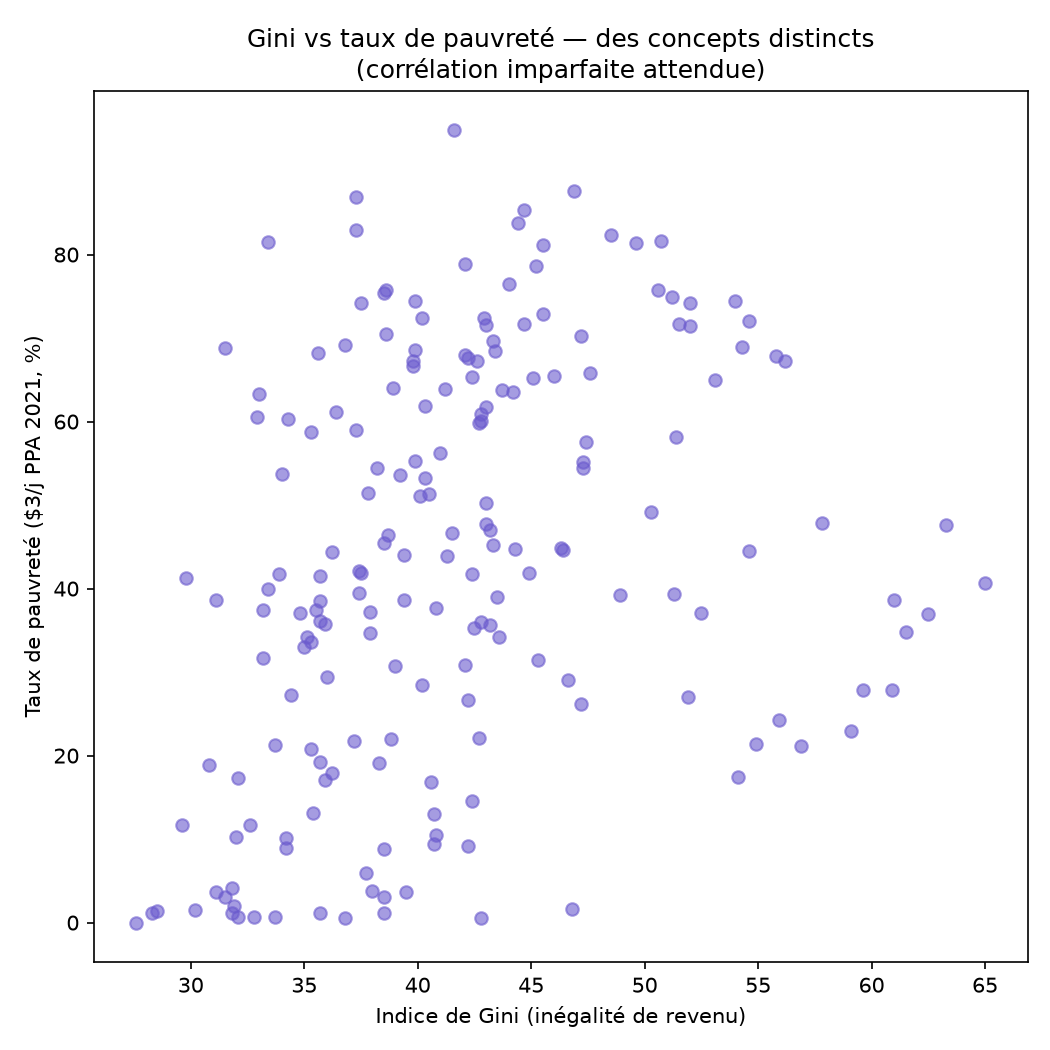 Gini vs taux de pauvreté — des concepts distincts
(corrélation imparfaite attendue)
Taux de pauvreté ($3/j PPA 2021, %)
80
60
40
20
0
30 35 40 45 50 55 60 65
Indice de Gini (inégalité de revenu)